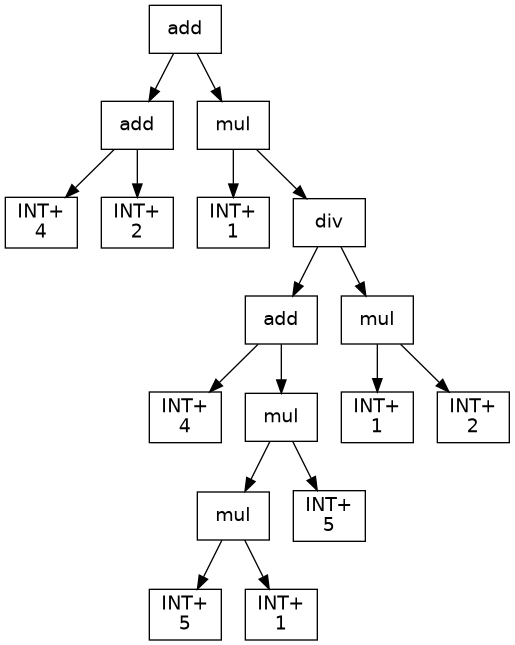 add
add
mul
INT+
4
INT+
2
INT+
1
div
add
mul
INT+
4
mul
INT+
1
INT+
2
mul
INT+
5
INT+
5
INT+
1